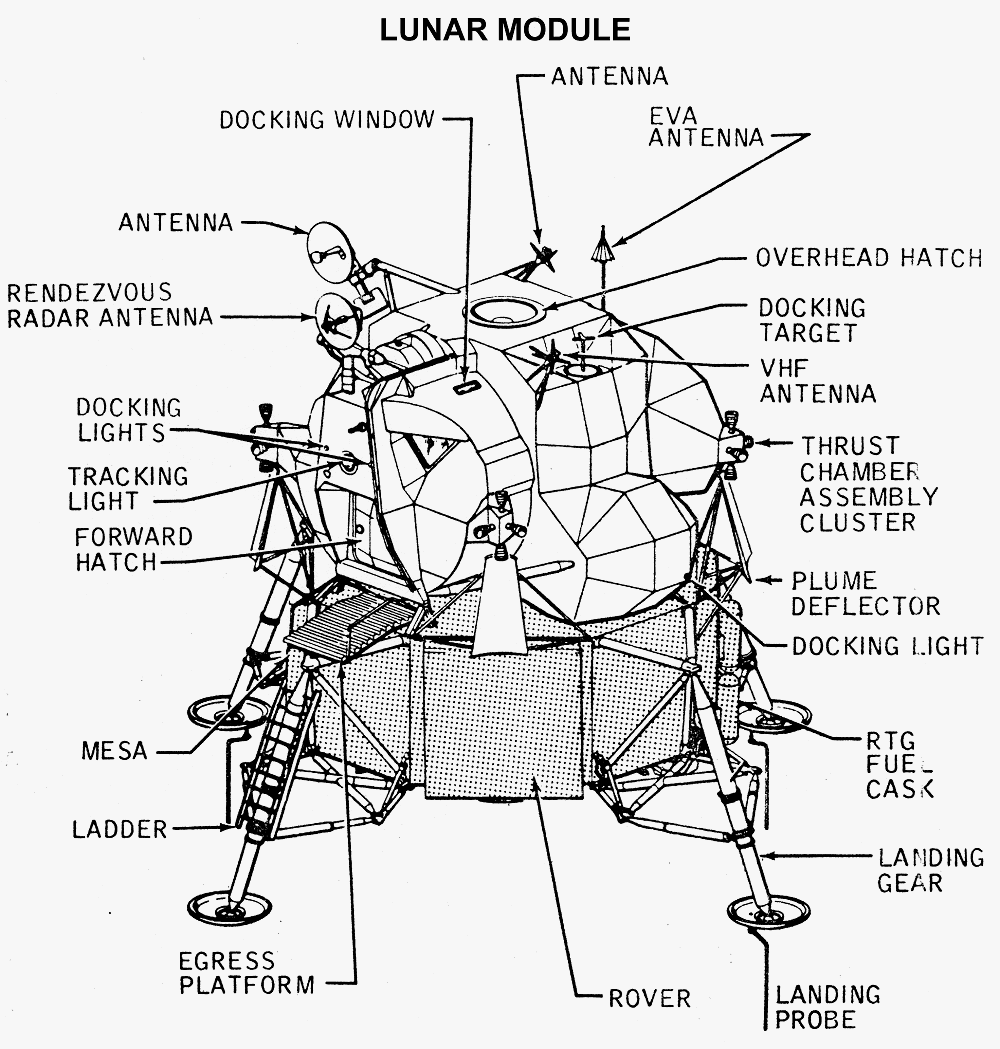 LUNAR MODULE
ANTENNA
DOCKING WINDOW
EVA
ANTENNA
ANTENNA
OVERHEAD HATCH
RENDEZVOUS
RADAR ANTENNA
DOCKING
TARGET
VHF
ANTENNA
DOCKING
LIGHTS
THRUST
CHAMBER
ASSEMBLY
CLUSTER
TRACKING
LIGHT
FORWARD
HATCH
PLUME
DEFLECTOR
DOCKING LIGHT
MESA
RTG
FUEL
CASK
LADDER
LANDING
GEAR
EGRESS
PLATFORM
ROVER
LANDING
PROBE